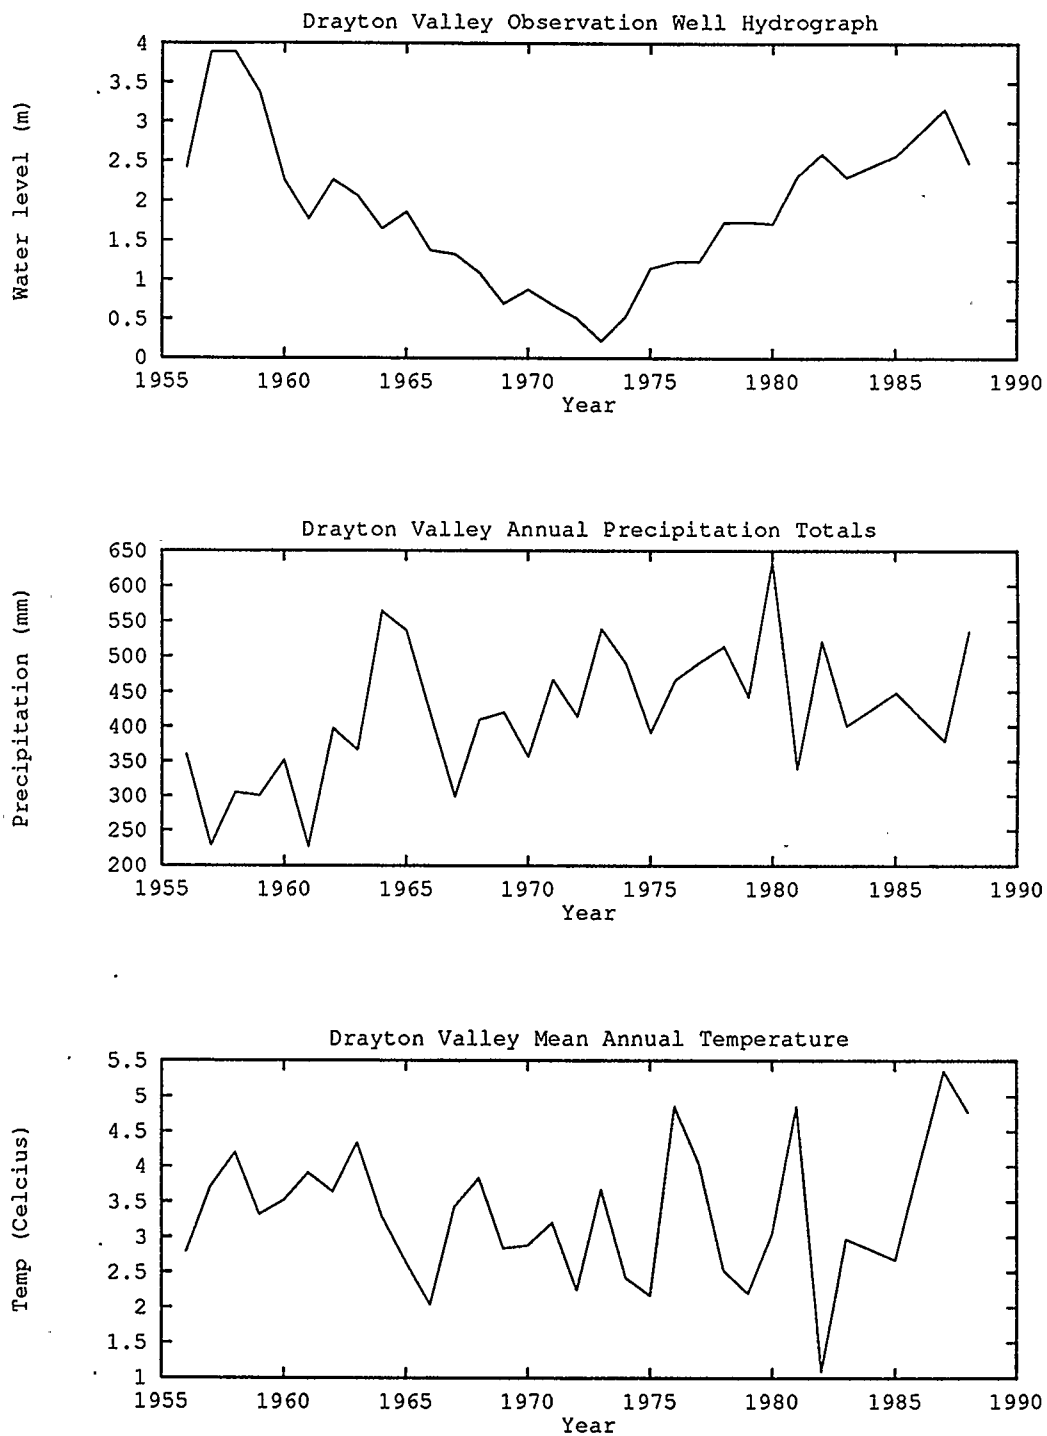 Drayton Valley Observation Well Hydrograph
4
3.5
3
2.5
2
1.5
1
0.5
0
Water level (m)
1955 1960 1965 1970 1975 1980 1985 1990
Year
Drayton Valley Annual Precipitation Totals
650
600
550
500
450
400
350
300
250
200
Precipitation (mm)
1955 1960 1965 1970 1975 1980 1985 1990
Year
Drayton Valley Mean Annual Temperature
5.5
5
4.5
4
3.5
3
2.5
2
1.5
1
Temp (Celcius)
1955 1960 1965 1970 1975 1980 1985 1990
Year